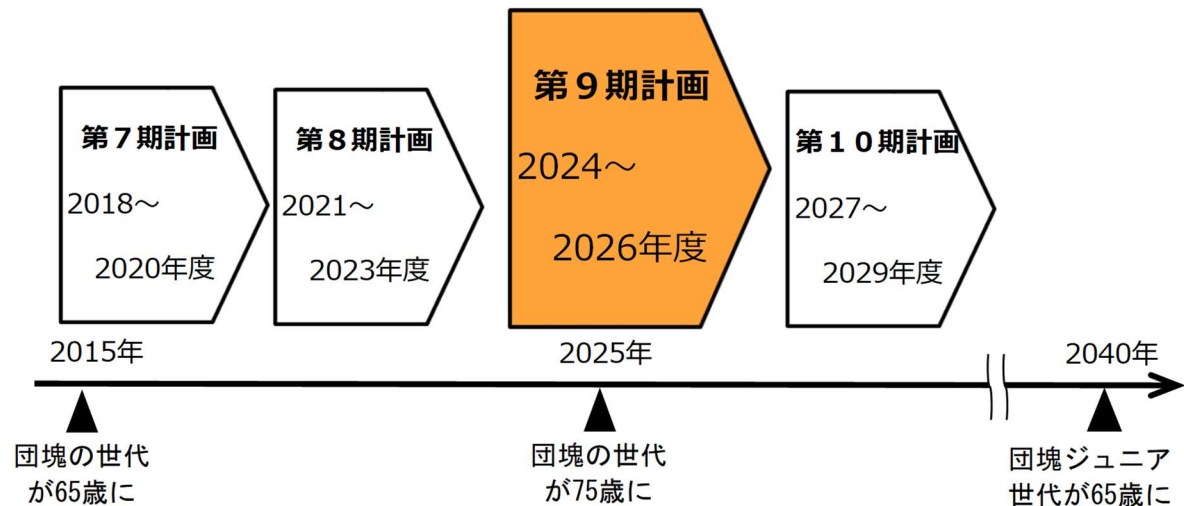 第７期計画
2018～
2020年度
第８期計画
2021～
2023年度
第９期計画
2024～
2026年度
第１０期計画
2027～
2029年度
2015年
2025年
2040年
団塊の世代
が65歳に
団塊の世代
が75歳に
団塊ジュニア
世代が65歳に